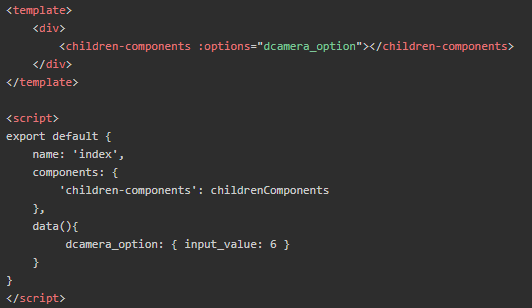 <template>
    <div>
        <children-components :options="dcamera_option"></children-components>
    </div>
</template>

<script>
export default {
    name: 'index',
    components: {
        'children-components': childrenComponents
    },
    data(){
         dcamera_option: { input_value: 6 }
    }
}
</script>